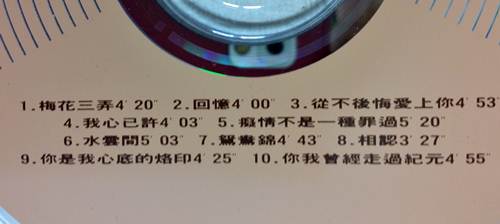 1.梅花三弄4′20″ 2.回憶4′00″ 3.從不後悔愛上你4′53″
4.我心已許4′03″ 5.癡情不是一種罪過5′20″
6.水雲間5′03″ 7.鴛鴦錦4′43″ 8.相認3′27″
9.你是我心底的烙印4′25″ 10.你我曾經走過紀元4′55″